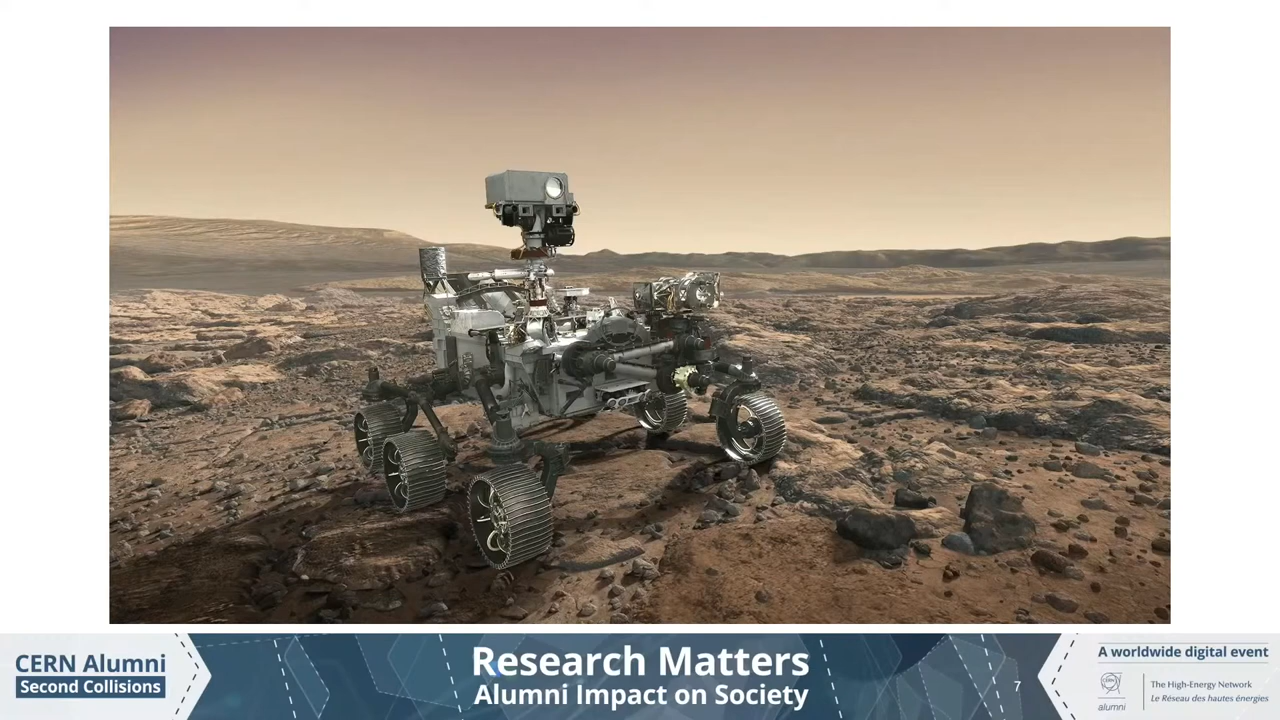 CERN Alumni
Second Collisions
Research Matters
Alumni Impact on Society
7
A worldwide digital event
CERN
alumni
The High-Energy Network
Le Réseau des hautes énergies